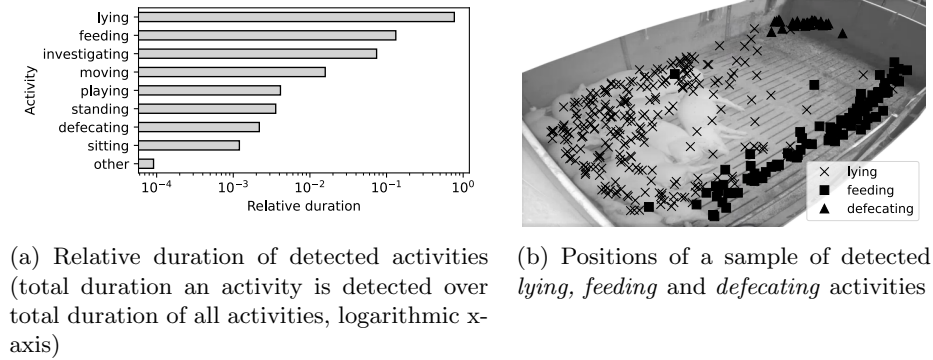 lying
feeding
investigating
moving
playing
standing
defecating
sitting
other
Activity
10⁻⁴ 10⁻³ 10⁻² 10⁻¹ 10⁰
Relative duration
lying
feeding
defecating
(a) Relative duration of detected activities
(total duration an activity is detected over
total duration of all activities, logarithmic x-
axis)
(b) Positions of a sample of detected
lying, feeding and defecating activities